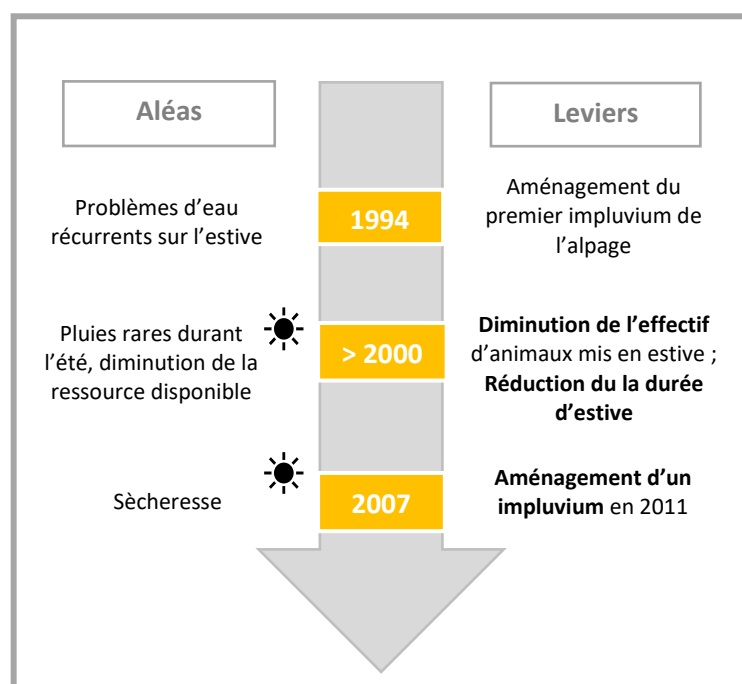 Aléas
Leviers
Problèmes d’eau
récurrents sur l’estive
1994
Aménagement du
premier impluvium de
l’alpage
Pluies rares durant
l’été, diminution de la
ressource disponible
> 2000
Diminution de l’effectif
d’animaux mis en estive ;
Réduction du la durée
d’estive
Sècheresse
2007
Aménagement d’un
impluvium en 2011